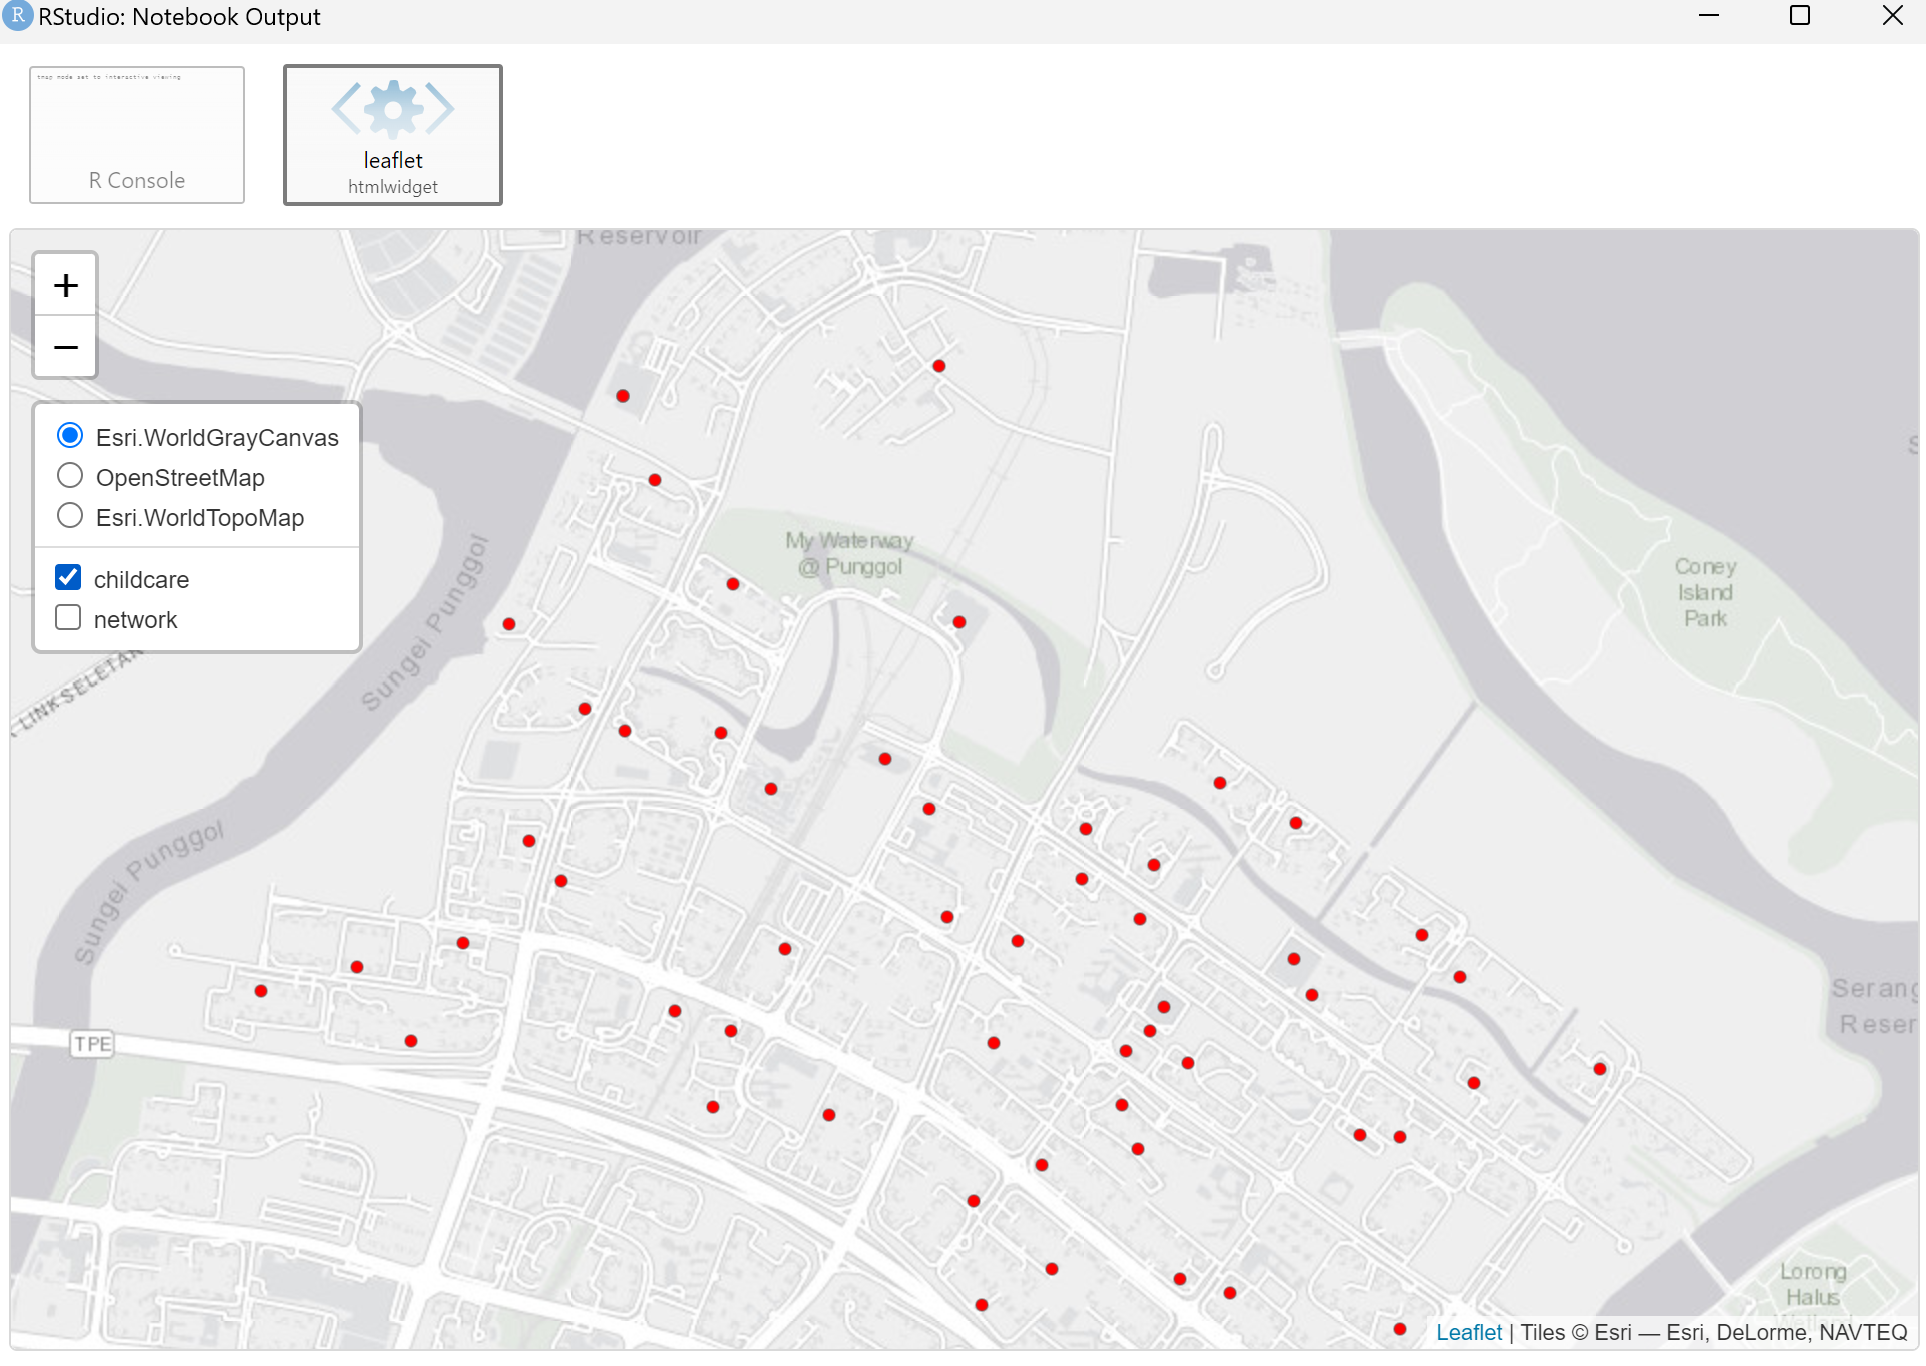 R RStudio: Notebook Output
tmap mode set to interactive viewing
R Console
leaflet
htmlwidget
Reservoir
+
−
Esri.WorldGrayCanvas
OpenStreetMap
Esri.WorldTopoMap
childcare
network
My Waterway
@ Punggol
Coney
Island
Park
Sungei Punggol
LINK SELETAR
Sungei Punggol
TPE
Serang
Reser
Lorong
Halus
Leaflet | Tiles © Esri — Esri, DeLorme, NAVTEQ